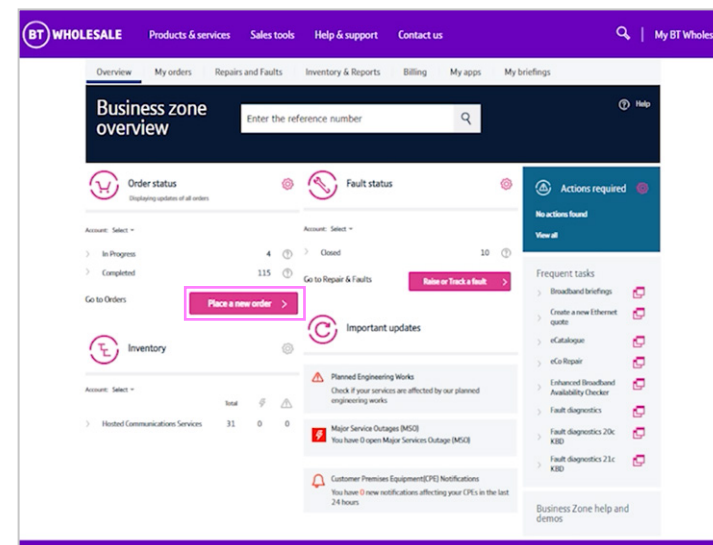 BT WHOLESALE Products & services Sales tools Help & support Contact us My BT Wholes
Overview My orders Repairs and Faults Inventory & Reports Billing My apps My briefings
Business zone
overview
Enter the reference number
Help
Order status
Displaying updates of all orders
Account: Select
In Progress 4
Completed 115
Go to Orders
Place a new order
Fault status
Account: Select
Closed 10
Go to Repair & Faults
Raise or Track a fault
Actions required
No actions found
View all
Inventory
Account: Select
Total
Hosted Communications Services 31 0 0
Important updates
Planned Engineering Works
Check if your services are affected by our planned
engineering works
Major Service Outages (MSO)
You have 0 open Major Services Outage (MSO)
Customer Premises Equipment(CPE) Notifications
You have 0 new notifications affecting your CPEs in the last
24 hours
Frequent tasks
Broadband briefings
Create a new Ethernet
quote
eCatalogue
eCo Repair
Enhanced Broadband
Availability Checker
Fault diagnostics
Fault diagnostics 20c
KBD
Fault diagnostics 21c
KBD
Business Zone help and
demos